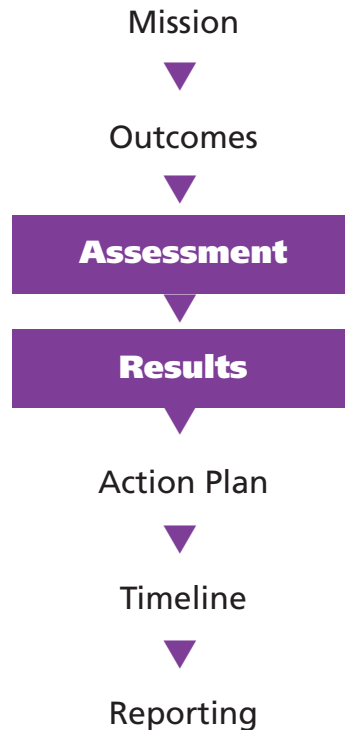 Mission
Outcomes
Assessment
Results
Action Plan
Timeline
Reporting